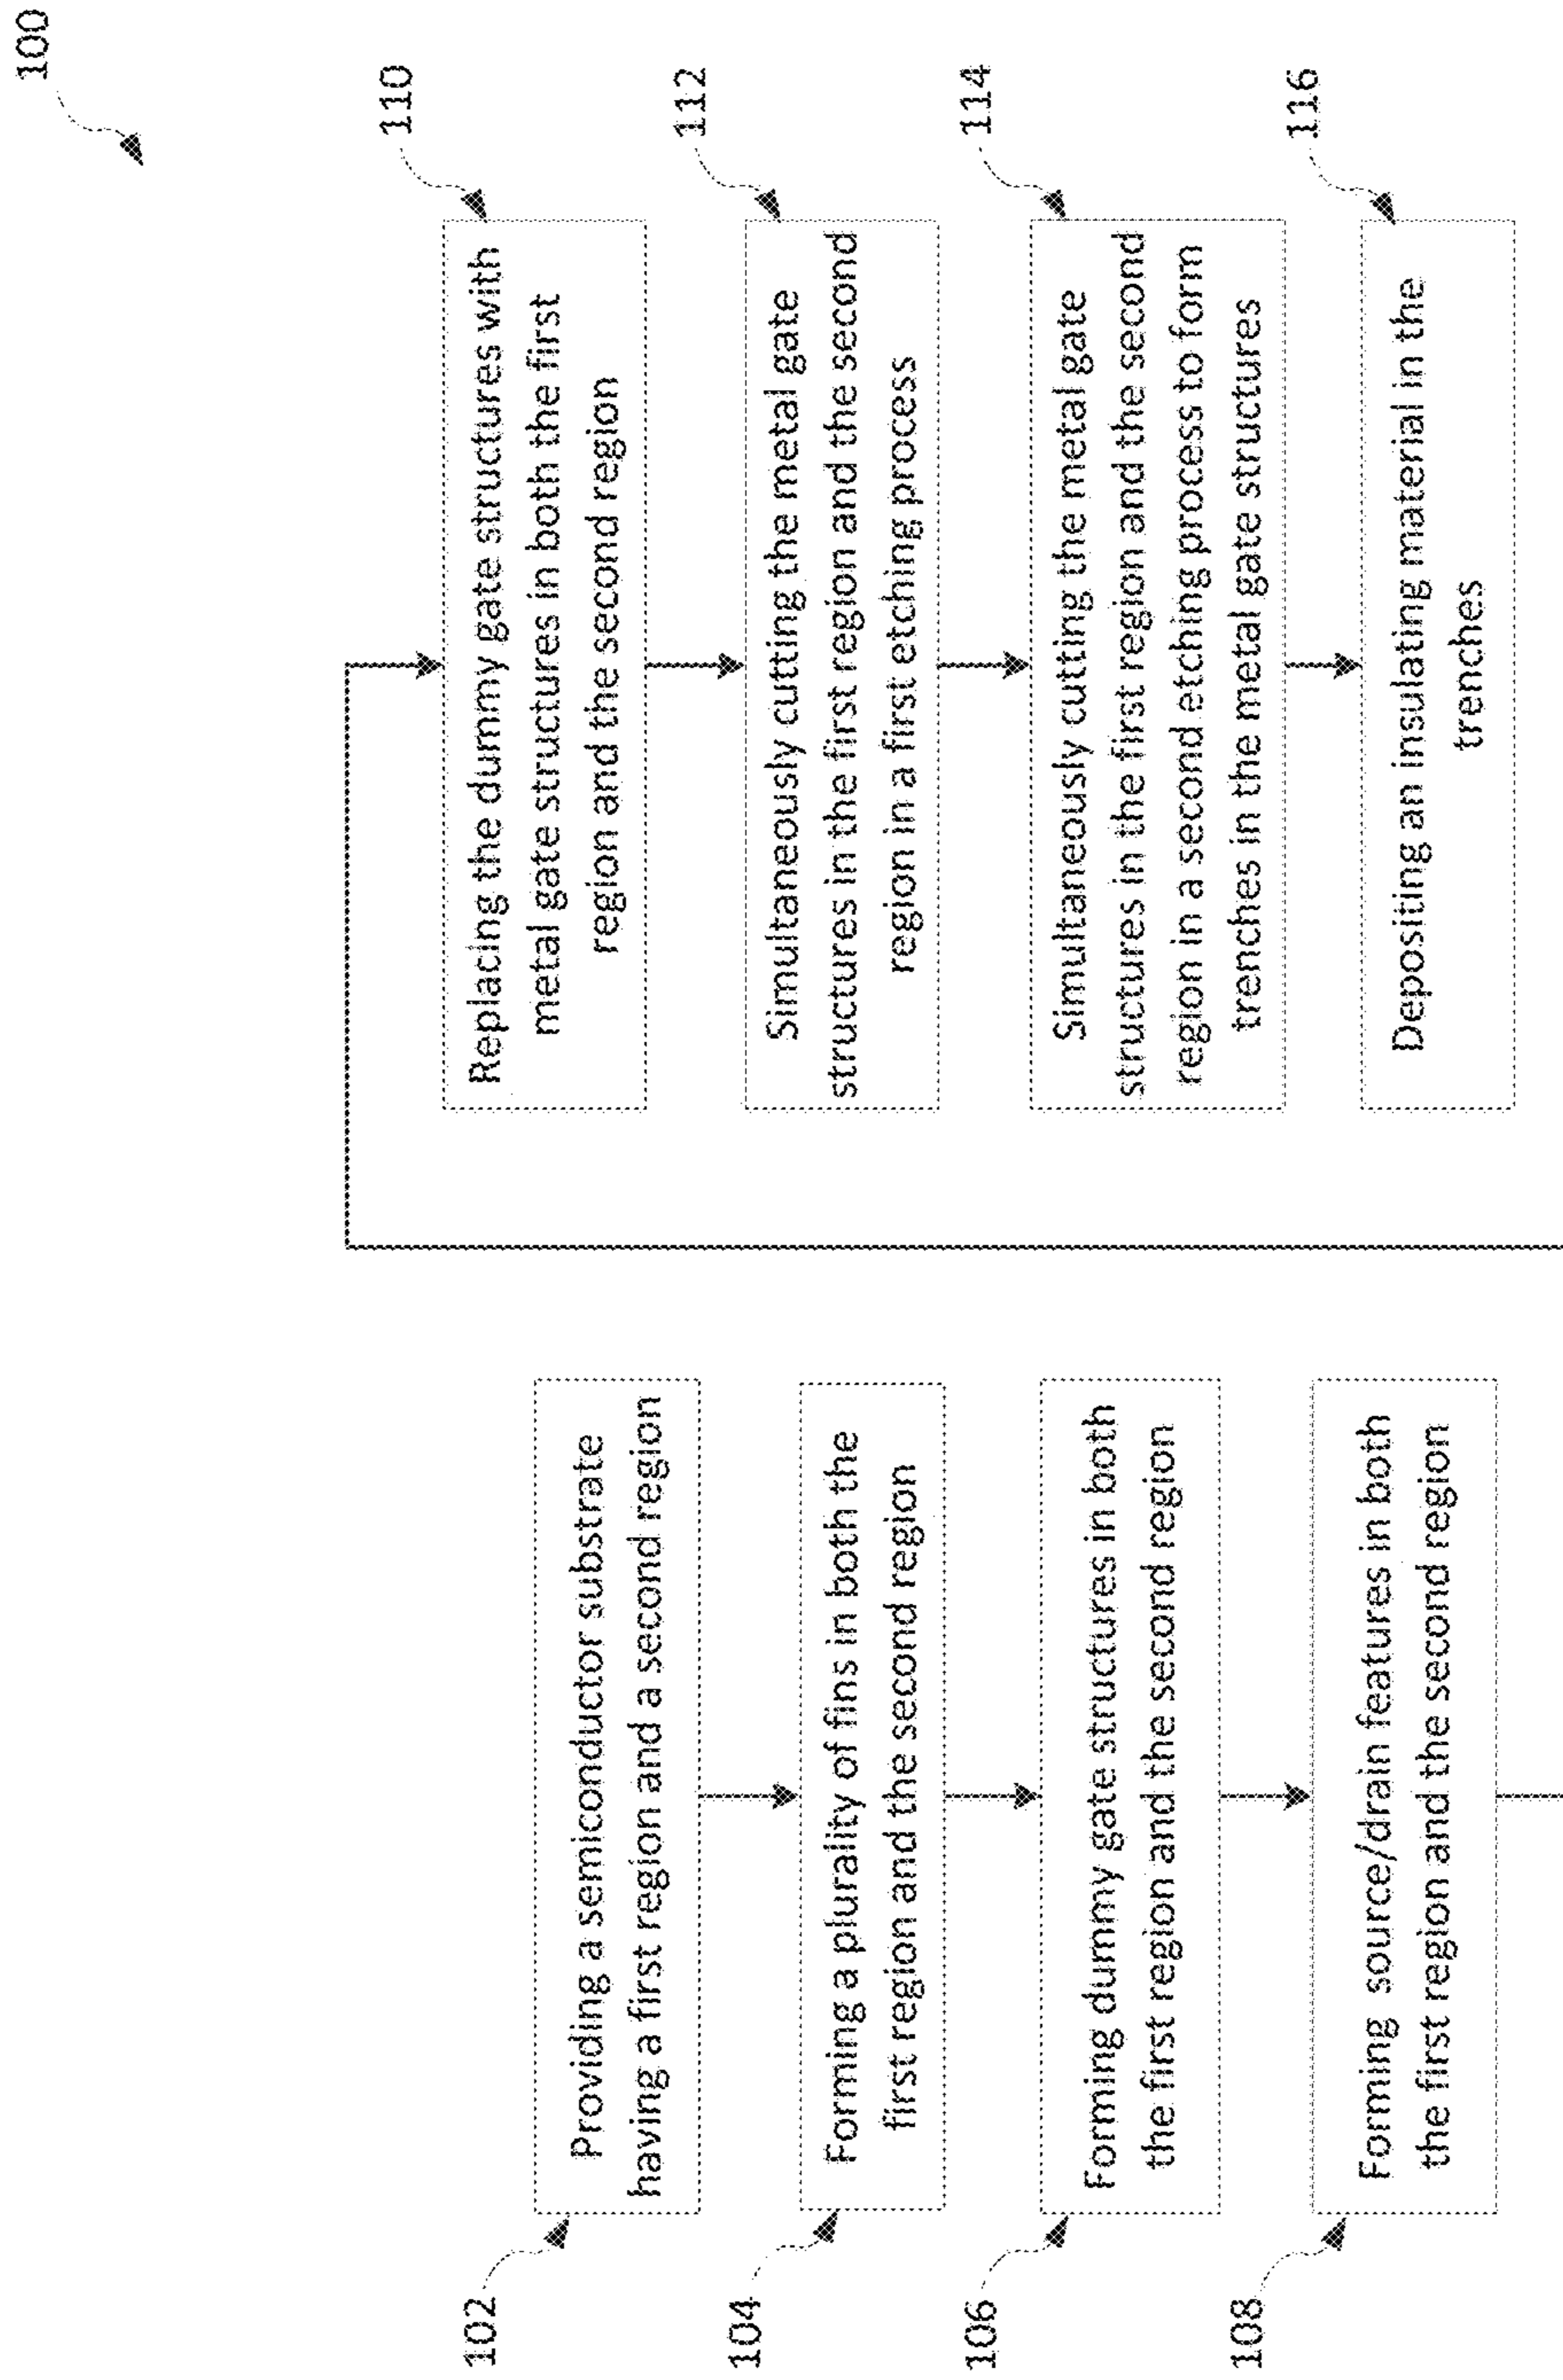 100
102
Providing a semiconductor substrate
having a first region and a second region
104
Forming a plurality of fins in both the
first region and the second region
106
Forming dummy gate structures in both
the first region and the second region
108
Forming source/drain features in both
the first region and the second region
110
Replacing the dummy gate structures with
metal gate structures in both the first
region and the second region
112
Simultaneously cutting the metal gate
structures in the first region and the second
region in a first etching process
114
Simultaneously cutting the metal gate
structures in the first region and the second
region in a second etching process to form
trenches in the metal gate structures
116
Depositing an insulating material in the
trenches